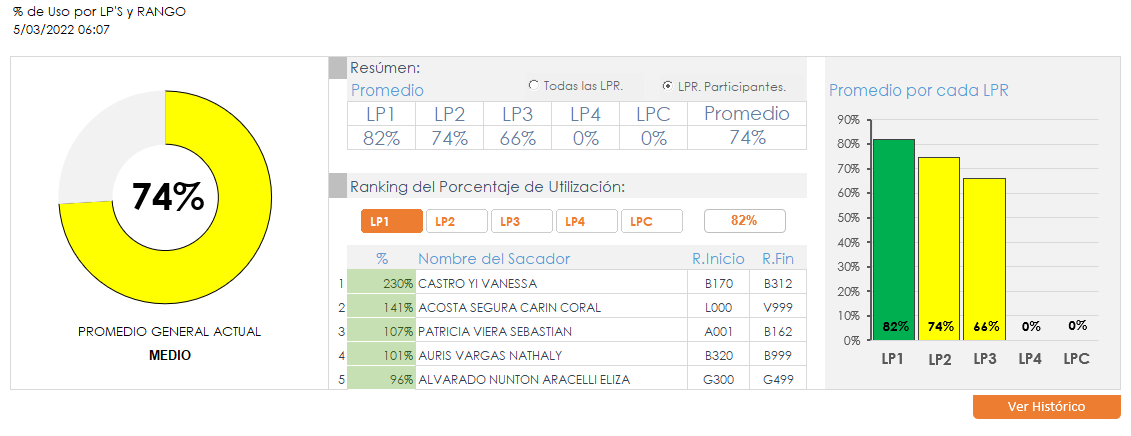 % de Uso por LP'S y RANGO
5/03/2022 06:07
74%
PROMEDIO GENERAL ACTUAL
MEDIO
Resúmen:
Promedio
Todas las LPR.
LPR. Participantes.
LP1 LP2 LP3 LP4 LPC Promedio
82% 74% 66% 0% 0% 74%
Ranking del Porcentaje de Utilización:
LP1 LP2 LP3 LP4 LPC 82%
% Nombre del Sacador R.Inicio R.Fin
1 230% CASTRO YI VANESSA B170 B312
2 141% ACOSTA SEGURA CARIN CORAL L000 V999
3 107% PATRICIA VIERA SEBASTIAN A001 B162
4 101% AURIS VARGAS NATHALY B320 B999
5 96% ALVARADO NUNTON ARACELLI ELIZA G300 G499
Promedio por cada LPR
90%
80%
70%
60%
50%
40%
30%
20%
10%
0%
82% 74% 66% 0% 0%
LP1 LP2 LP3 LP4 LPC
Ver Histórico